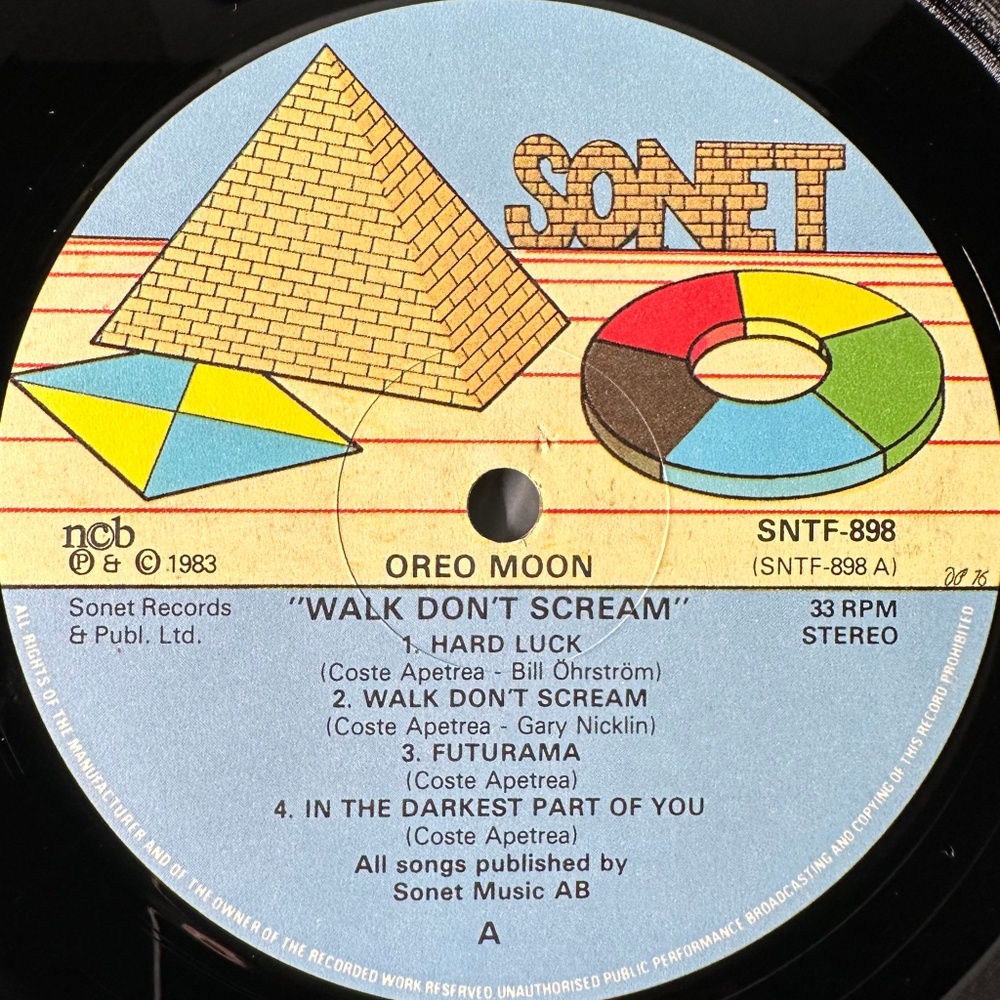 SONET
ncb
Ⓟ & © 1983
OREO MOON
SNTF-898
(SNTF-898 A)
Sonet Records
& Publ. Ltd.
"WALK DON'T SCREAM"
33 RPM
STEREO
1. HARD LUCK
(Coste Apetrea - Bill Öhrström)
2. WALK DON'T SCREAM
(Coste Apetrea - Gary Nicklin)
3. FUTURAMA
(Coste Apetrea)
4. IN THE DARKEST PART OF YOU
(Coste Apetrea)
All songs published by
Sonet Music AB
A
ALL RIGHTS OF THE MANUFACTURER AND OF THE OWNER OF THE RECORDED WORK RESERVED. UNAUTHORISED PUBLIC PERFORMANCE BROADCASTING AND COPYING OF THIS RECORD PROHIBITED